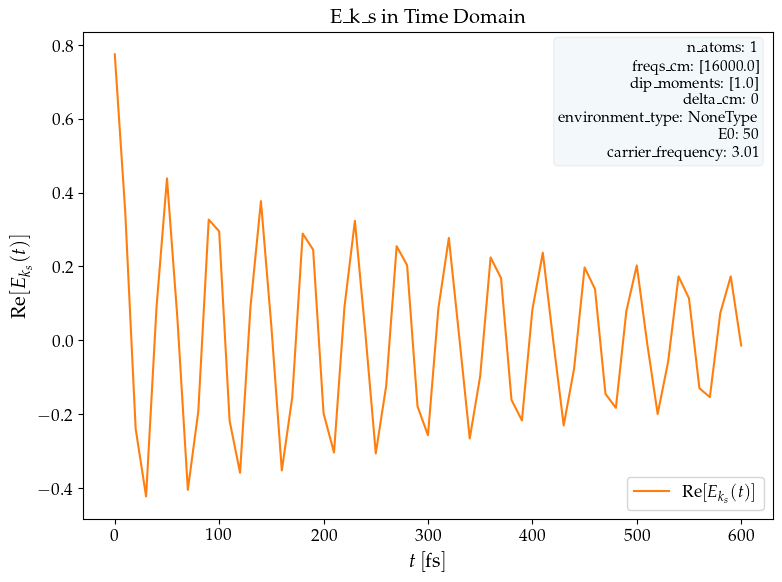 E_k_s in Time Domain
n_atoms: 1
freqs_cm: [16000.0]
dip_moments: [1.0]
delta_cm: 0
environment_type: NoneType
E0: 50
carrier_frequency: 3.01
0.8
0.6
0.4
0.2
0.0
−0.2
−0.4
Re[E_{k_s}(t)]
Re[E_{k_s}(t)]
0
100
200
300
400
500
600
t [fs]